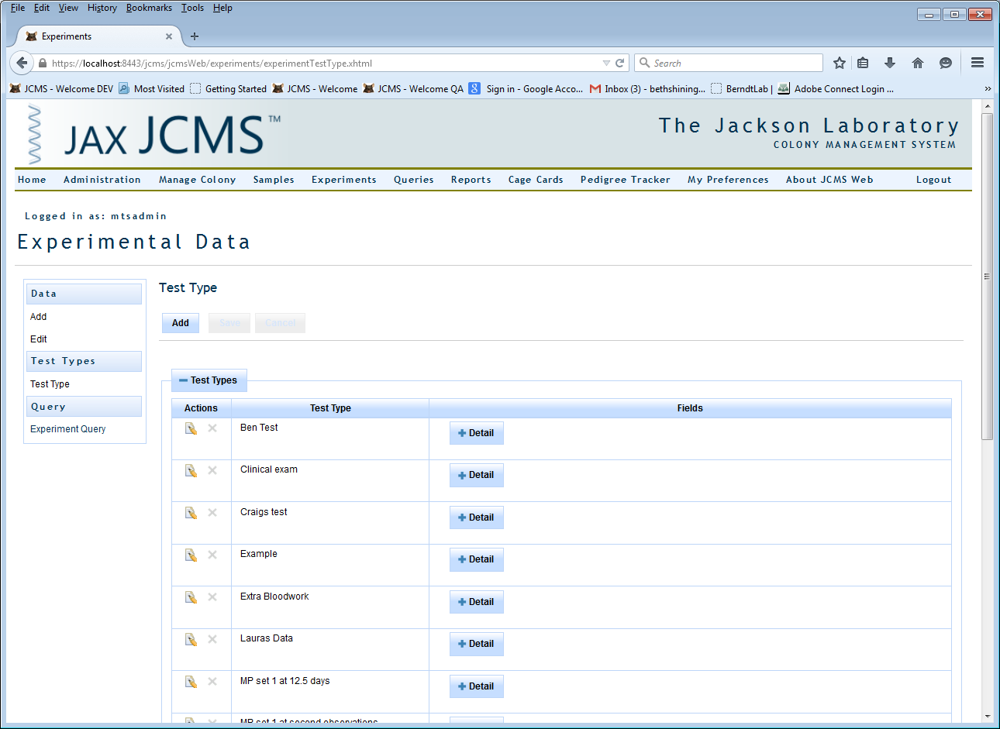 File Edit View History Bookmarks Tools Help
Experiments
https://localhost:8443/jcms/jcmsWeb/experiments/experimentTestType.xhtml
Search
JCMS - Welcome DEV Most Visited Getting Started JCMS - Welcome JCMS - Welcome QA Sign in - Google Acco... Inbox (3) - bethshining... BerndtLab | Adobe Connect Login ... »
JAX JCMS™
The Jackson Laboratory
COLONY MANAGEMENT SYSTEM
Home Administration Manage Colony Samples Experiments Queries Reports Cage Cards Pedigree Tracker My Preferences About JCMS Web Logout
Logged in as: mtsadmin
Experimental Data
Data
Add
Edit
Test Types
Test Type
Query
Experiment Query
Test Type
Add Save Cancel
Test Types
Actions Test Type Fields
Ben Test Detail
Clinical exam Detail
Craigs test Detail
Example Detail
Extra Bloodwork Detail
Lauras Data Detail
MP set 1 at 12.5 days Detail
MP set 1 at second observations